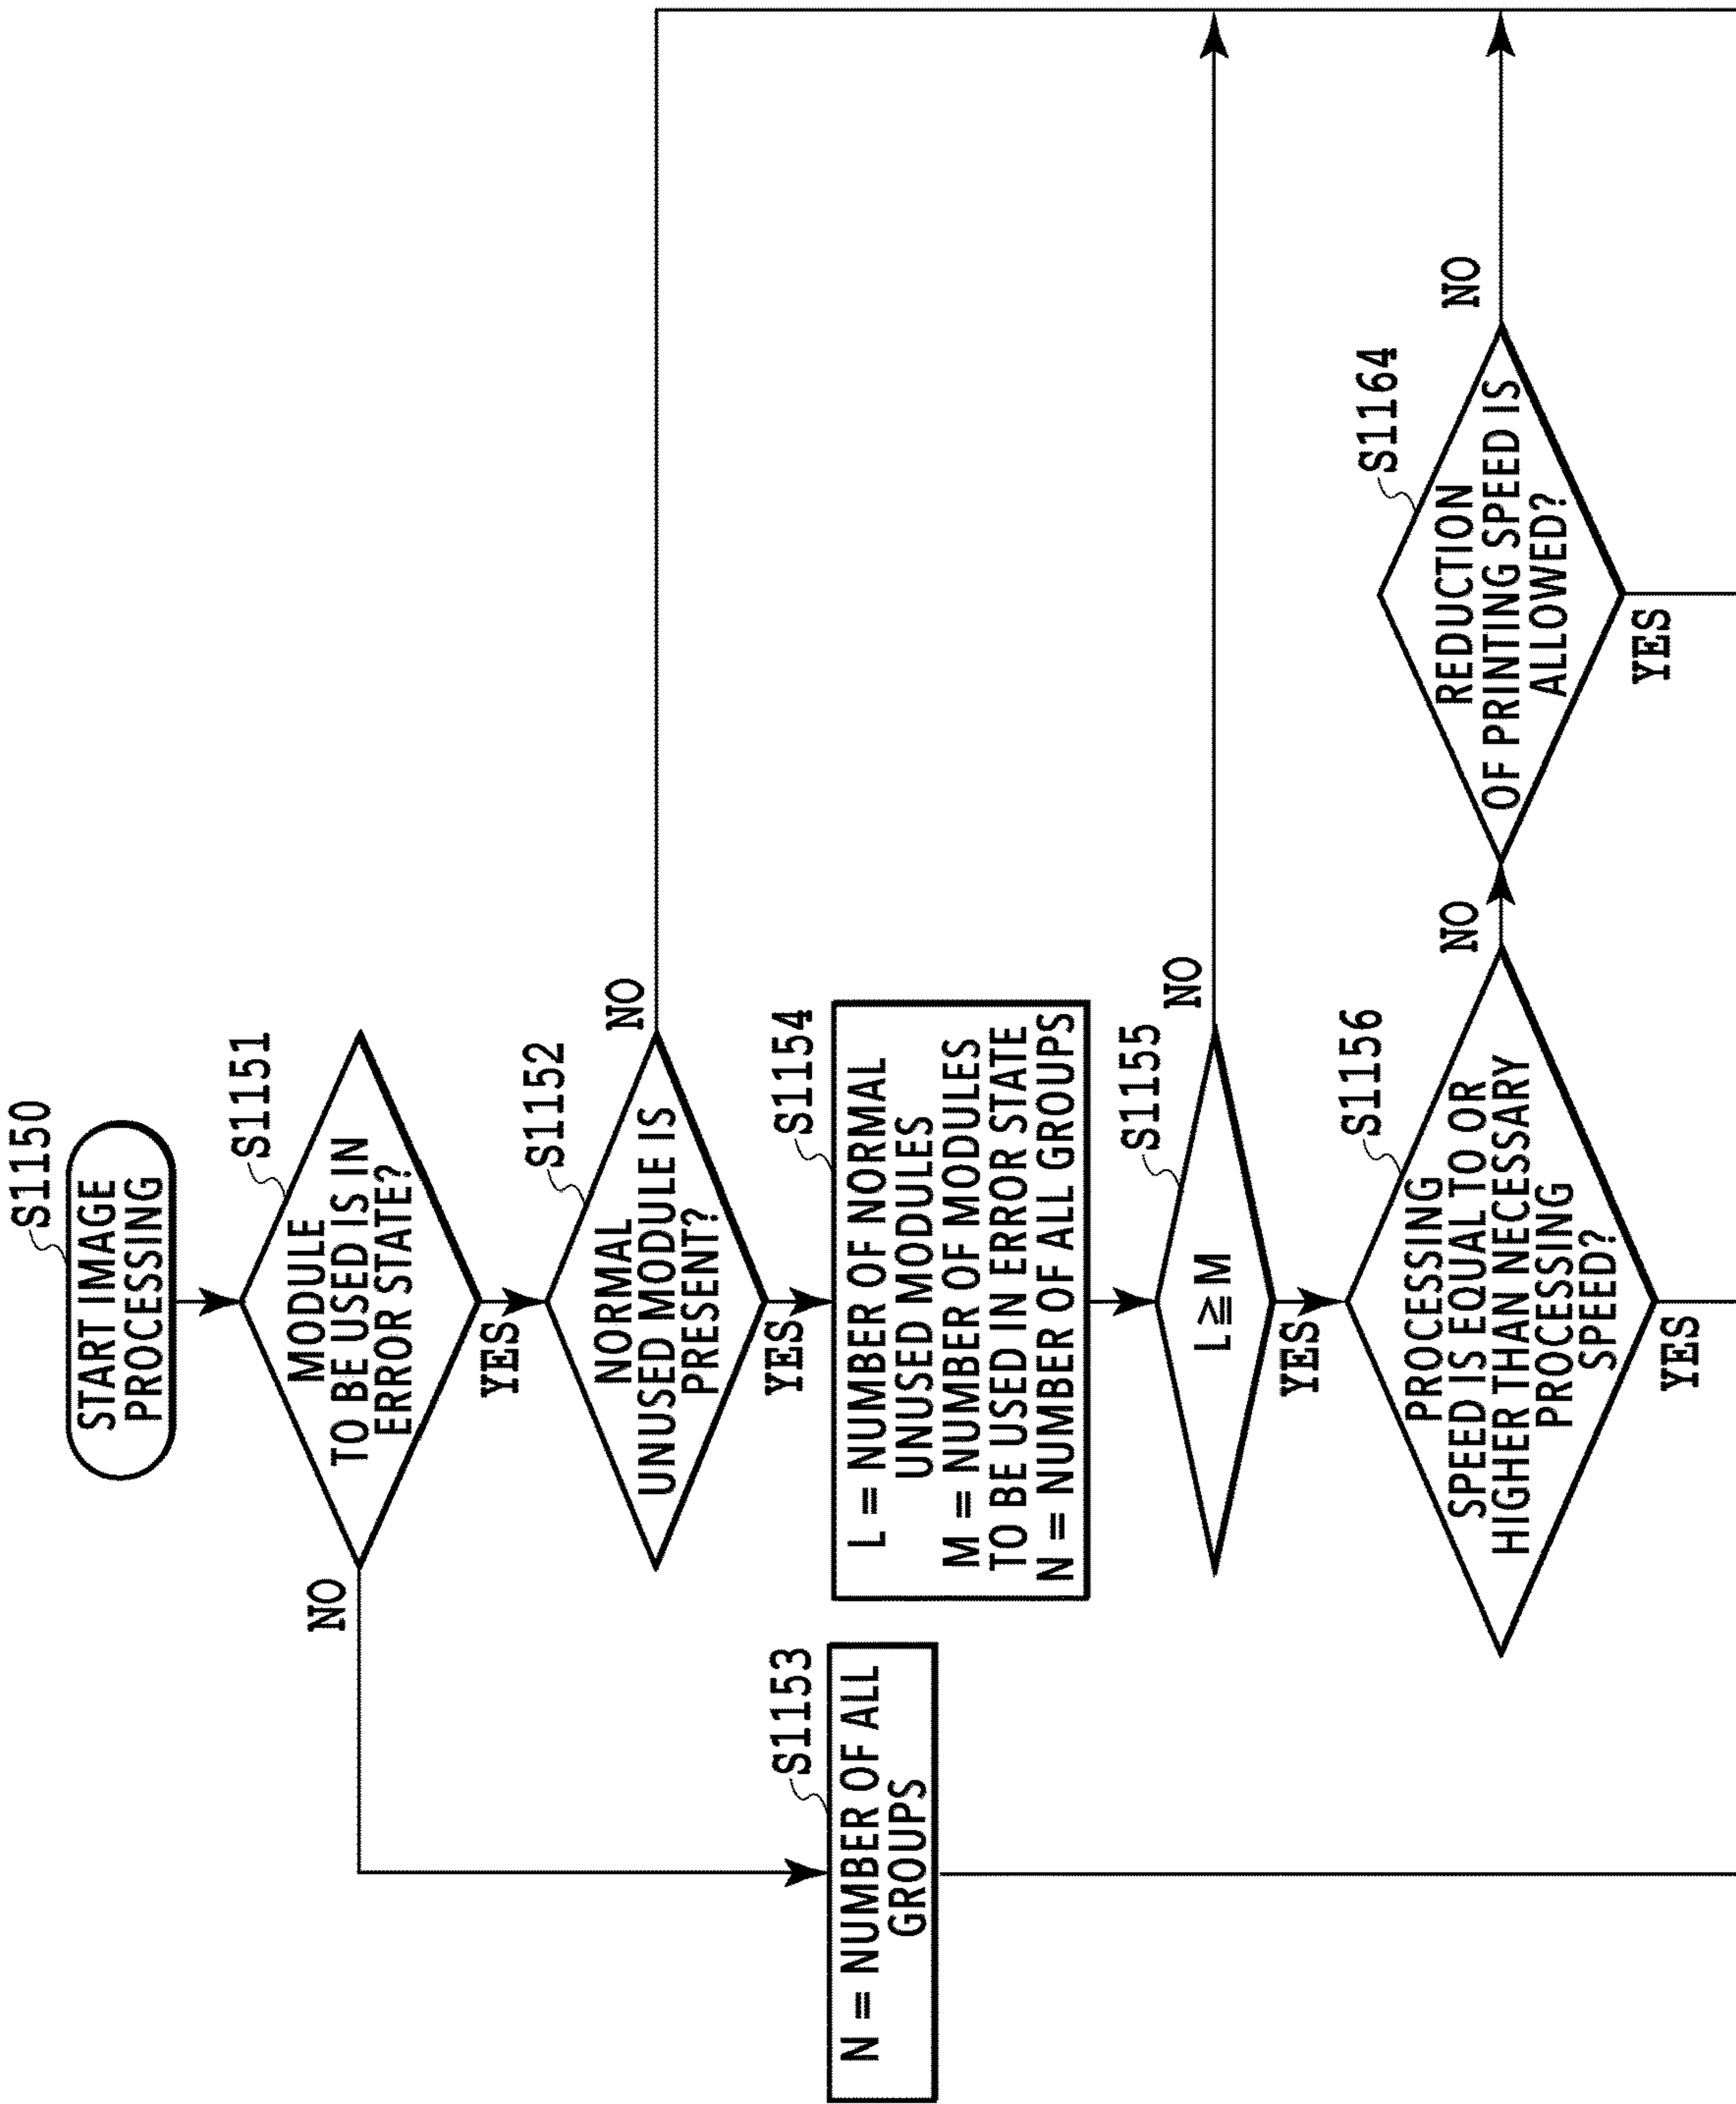 S1150
START IMAGE
PROCESSING
S1151
MODULE
TO BE USED IS IN
ERROR STATE?
NO
YES
S1152
NORMAL
UNUSED MODULE IS
PRESENT?
NO
YES
S1153
N = NUMBER OF ALL
GROUPS
S1154
L = NUMBER OF NORMAL
UNUSED MODULES
M = NUMBER OF MODULES
TO BE USED IN ERROR STATE
N = NUMBER OF ALL GROUPS
S1155
L ≧ M
NO
YES
S1156
PROCESSING
SPEED IS EQUAL TO OR
HIGHER THAN NECESSARY
PROCESSING
SPEED?
NO
YES
S1164
REDUCTION
OF PRINTING SPEED IS
ALLOWED?
NO
YES